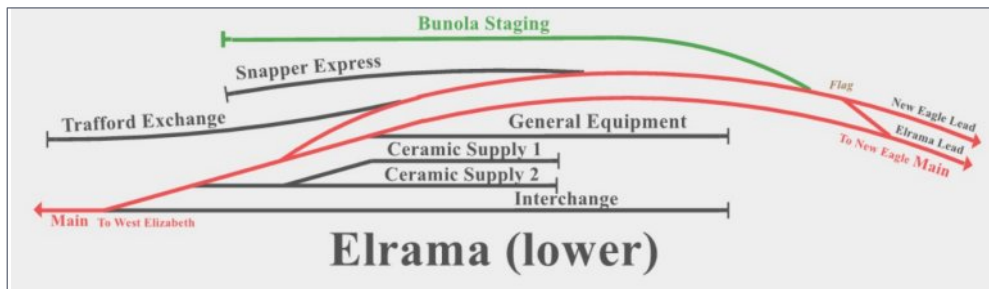 Bunola Staging
Snapper Express
Flag
New Eagle Lead
Trafford Exchange
General Equipment
Elrama Lead
To New Eagle Main
Ceramic Supply 1
Ceramic Supply 2
Interchange
Main To West Elizabeth
Elrama (lower)